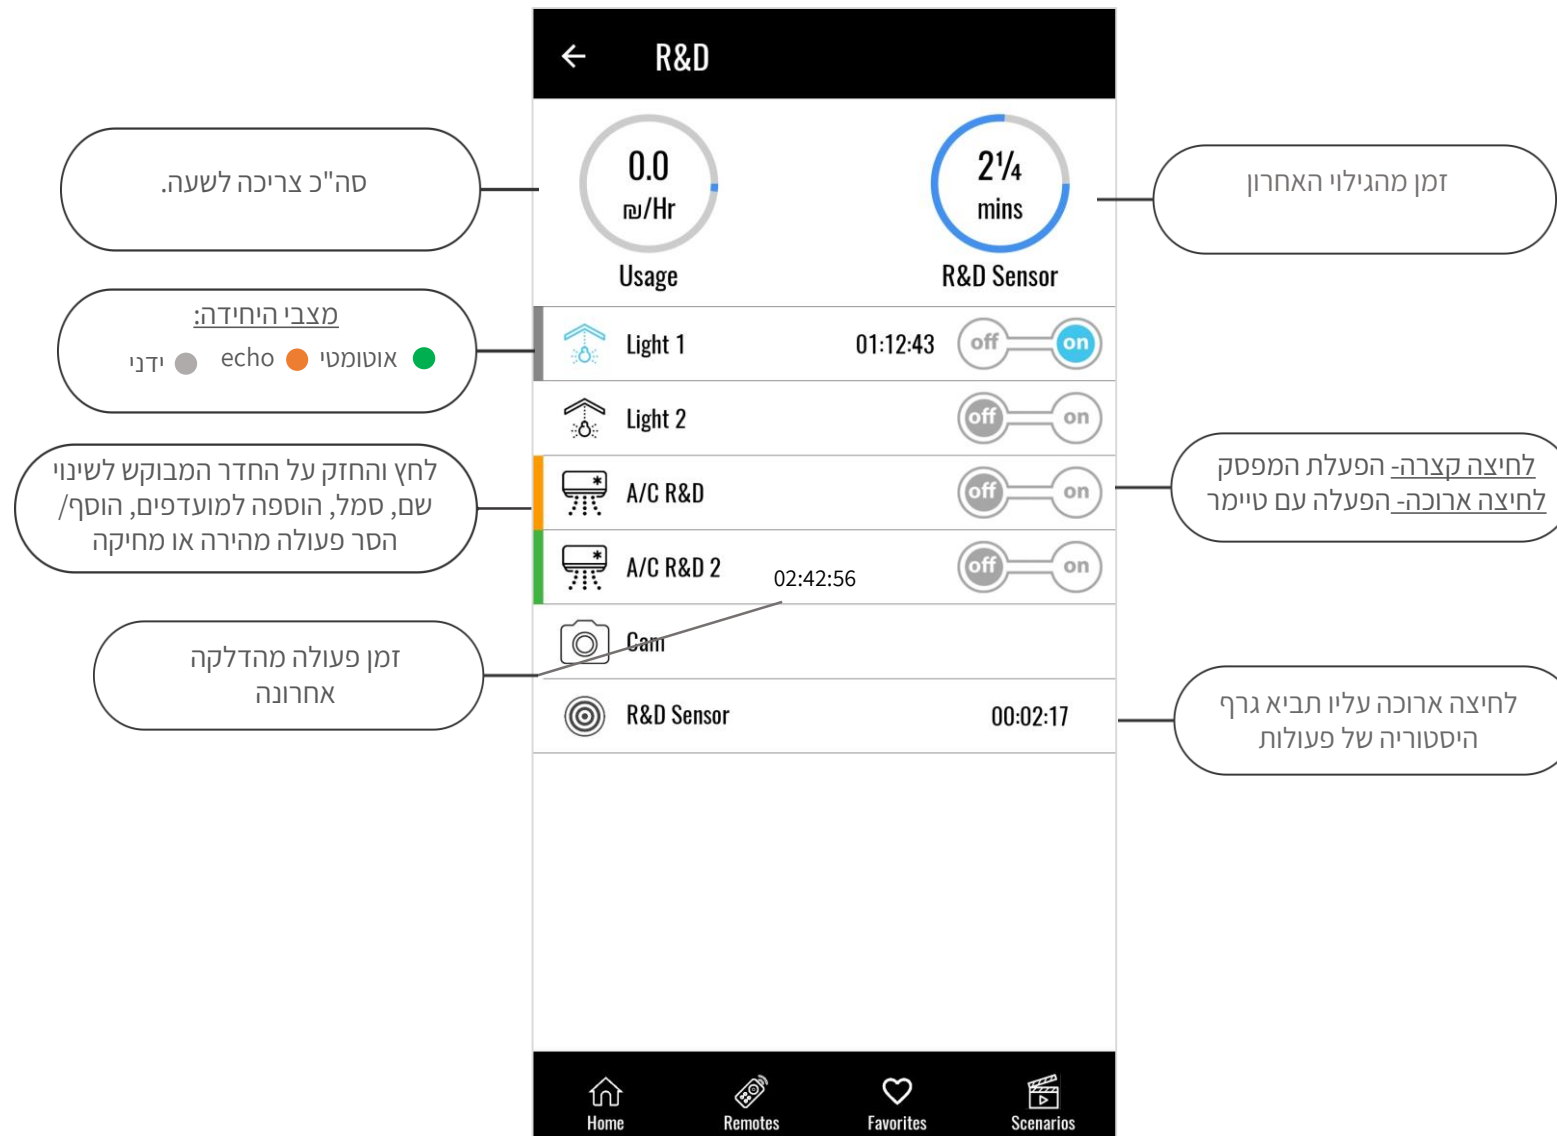 R&D
0.0
₪/Hr
Usage
2¼
mins
R&D Sensor
סה"כ צריכה לשעה.
זמן מהגילוי האחרון
מצבי היחידה:
אוטומטי echo ידני
Light 1 01:12:43 off on
Light 2 off on
לחץ והחזק על החדר המבוקש לשינוי
שם, סמל, הוספה למועדפים, הוסף/
הסר פעולה מהירה או מחיקה
לחיצה קצרה- הפעלת המפסק
לחיצה ארוכה- הפעלה עם טיימר
A/C R&D off on
A/C R&D 2 02:42:56 off on
Cam
זמן פעולה מהדלקה
אחרונה
R&D Sensor 00:02:17
לחיצה ארוכה עליו תביא גרף
היסטוריה של פעולות
Home Remotes Favorites Scenarios